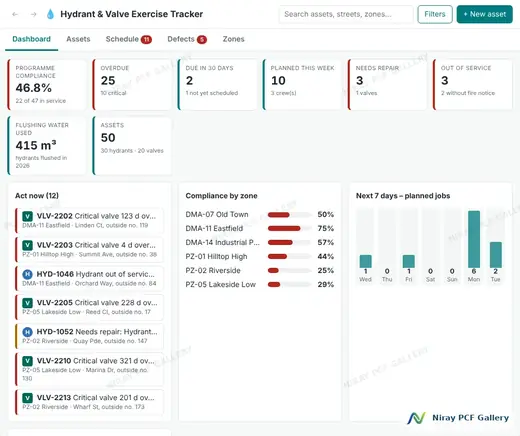 Hydrant & Valve Exercise Tracker
Search assets, streets, zones...
Filters
+ New asset
Dashboard
Assets
Schedule 11
Defects 5
Zones
PROGRAMME COMPLIANCE
46.8%
22 of 47 in service
OVERDUE
25
10 critical
DUE IN 30 DAYS
2
1 not yet scheduled
PLANNED THIS WEEK
10
3 crew(s)
NEEDS REPAIR
3
1 valves
OUT OF SERVICE
3
2 without fire notice
FLUSHING WATER USED
415 m³
hydrants flushed in 2026
ASSETS
50
30 hydrants · 20 valves
Act now (12)
V VLV-2202 Critical valve 123 d ov...
DMA-11 Eastfield · Linden Ct, outside no. 119
V VLV-2203 Critical valve 4 d over...
PZ-01 Hilltop High · Summit Ave, outside no. 38
H HYD-1046 Hydrant out of servic...
DMA-11 Eastfield · Orchard Way, outside no. 84
V VLV-2205 Critical valve 228 d ov...
PZ-05 Lakeside Low · Reed Cl, outside no. 17
H HYD-1052 Needs repair: Hydrant...
PZ-02 Riverside · Quay Pde, outside no. 147
V VLV-2210 Critical valve 321 d ov...
PZ-05 Lakeside Low · Marina Dr, outside no.
130
V VLV-2213 Critical valve 201 d ov...
PZ-02 Riverside · Wharf St, outside no. 173
Compliance by zone
DMA-07 Old Town 50%
DMA-11 Eastfield 75%
DMA-14 Industrial P... 57%
PZ-01 Hilltop High 44%
PZ-02 Riverside 25%
PZ-05 Lakeside Low 29%
Next 7 days – planned jobs
1 0 1 0 0 6 2
Wed Thu Fri Sat Sun Mon Tue
NIRAY PCF GALLERY
Niray PCF Gallery